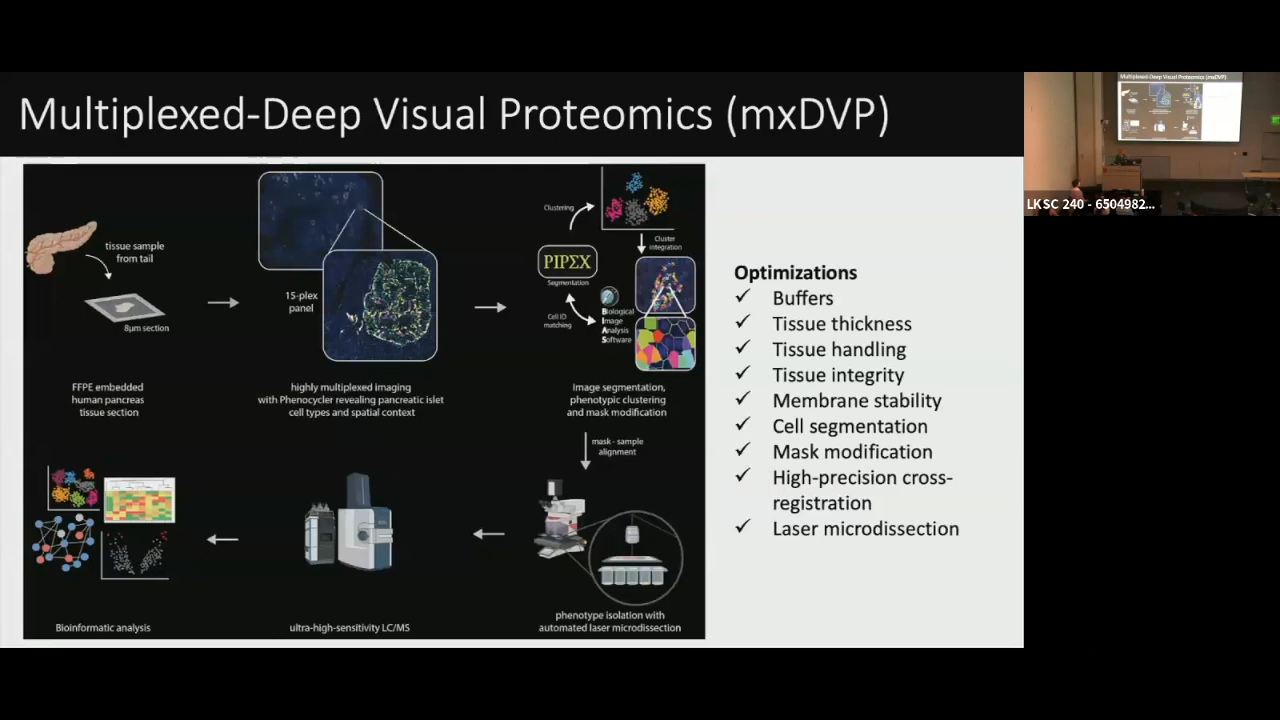 Multiplexed-Deep Visual Proteomics (mxDVP)
tissue sample
from tail
8µm section
FFPE embedded
human pancreas
tissue section
15-plex
panel
highly multiplexed imaging
with Phenocycler revealing pancreatic islet
cell types and spatial context
Clustering
Cluster
integration
PIPΣX
Segmentation
Cell ID
matching
Biological
Image
Analysis
Software
Image segmentation,
phenotypic clustering
and mask modification
mask - sample
alignment
phenotype isolation with
automated laser microdissection
ultra-high-sensitivity LC/MS
Bioinformatic analysis
Optimizations
✓ Buffers
✓ Tissue thickness
✓ Tissue handling
✓ Tissue integrity
✓ Membrane stability
✓ Cell segmentation
✓ Mask modification
✓ High-precision cross-
registration
✓ Laser microdissection
Multiplexed-Deep Visual Proteomics (mxDVP)
LKSC 240 - 6504982...